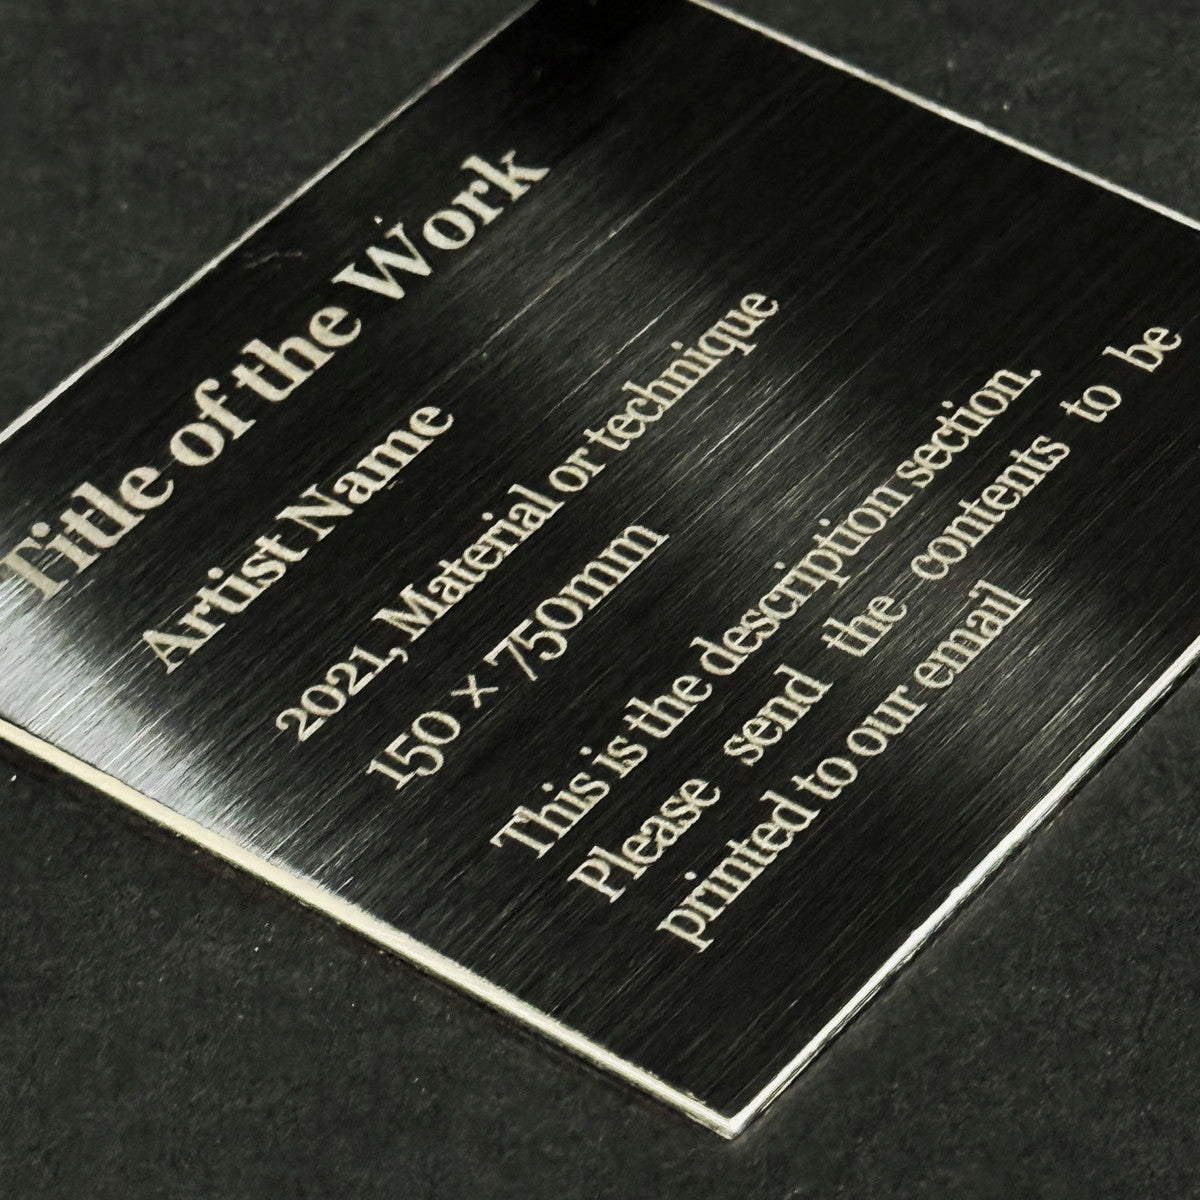 Title of the Work
Artist Name
2021, Material or technique
150 × 750mm
This is the description section.
Please send the contents to be
printed to our email